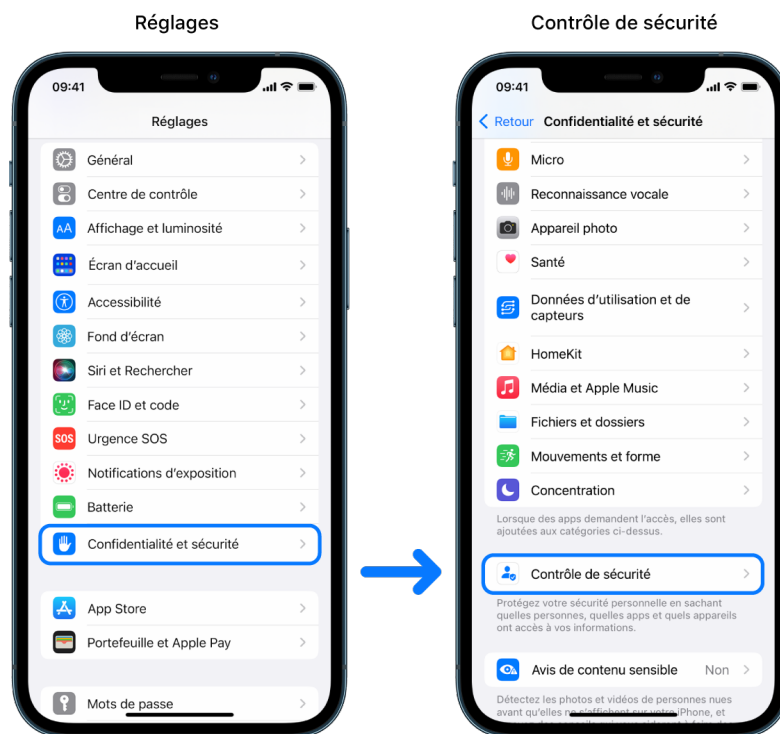 Réglages
09:41
Réglages
Général
Centre de contrôle
AA Affichage et luminosité
Écran d'accueil
Accessibilité
Fond d'écran
Siri et Rechercher
Face ID et code
SOS Urgence SOS
Notifications d'exposition
Batterie
Confidentialité et sécurité
App Store
Portefeuille et Apple Pay
Mots de passe
Contrôle de sécurité
09:41
Retour Confidentialité et sécurité
Micro
Reconnaissance vocale
Appareil photo
Santé
Données d'utilisation et de
capteurs
HomeKit
Média et Apple Music
Fichiers et dossiers
Mouvements et forme
Concentration
Lorsque des apps demandent l'accès, elles sont
ajoutées aux catégories ci-dessus.
Contrôle de sécurité
Protégez votre sécurité personnelle en sachant
quelles personnes, quelles apps et quels appareils
ont accès à vos informations.
Avis de contenu sensible Non
Détectez les photos et vidéos de personnes nues
avant qu'elles ne s'affichent sur votre iPhone, et